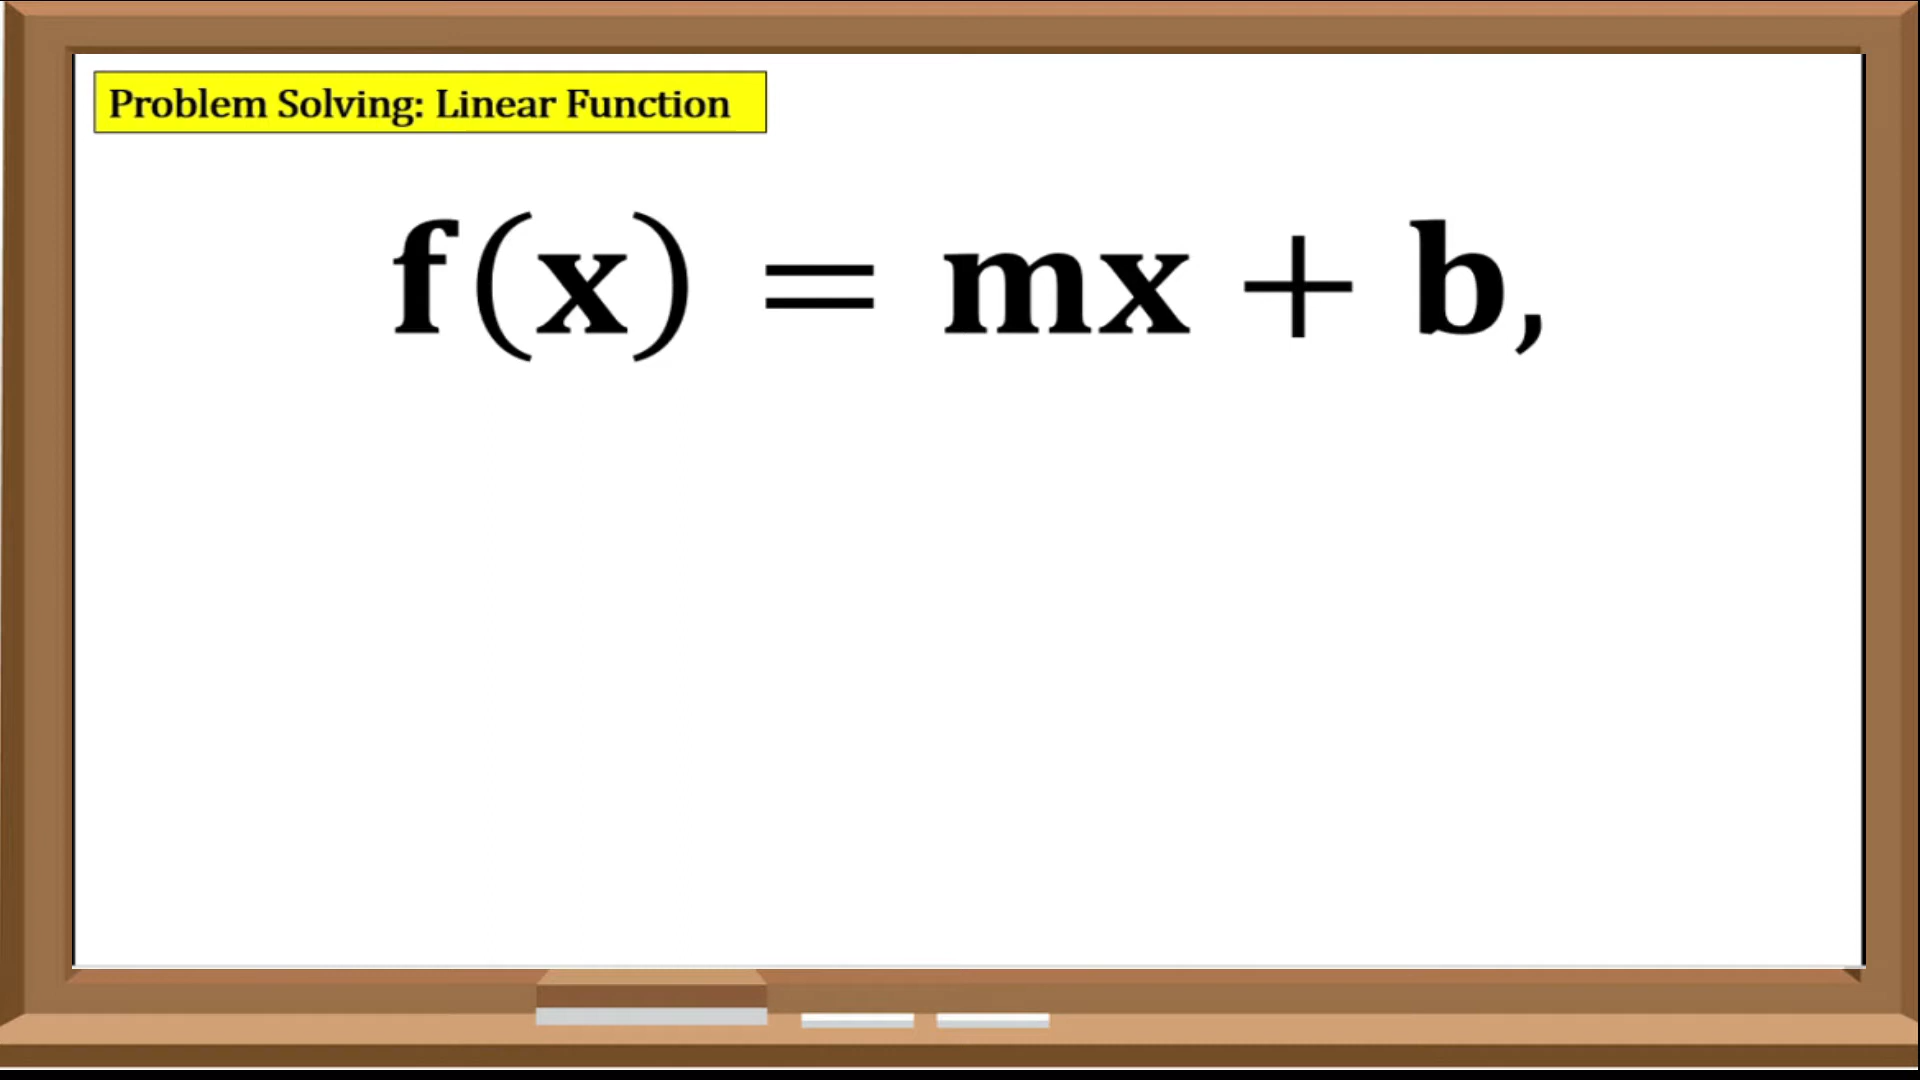 Problem Solving: Linear Function
f(x) = mx + b,